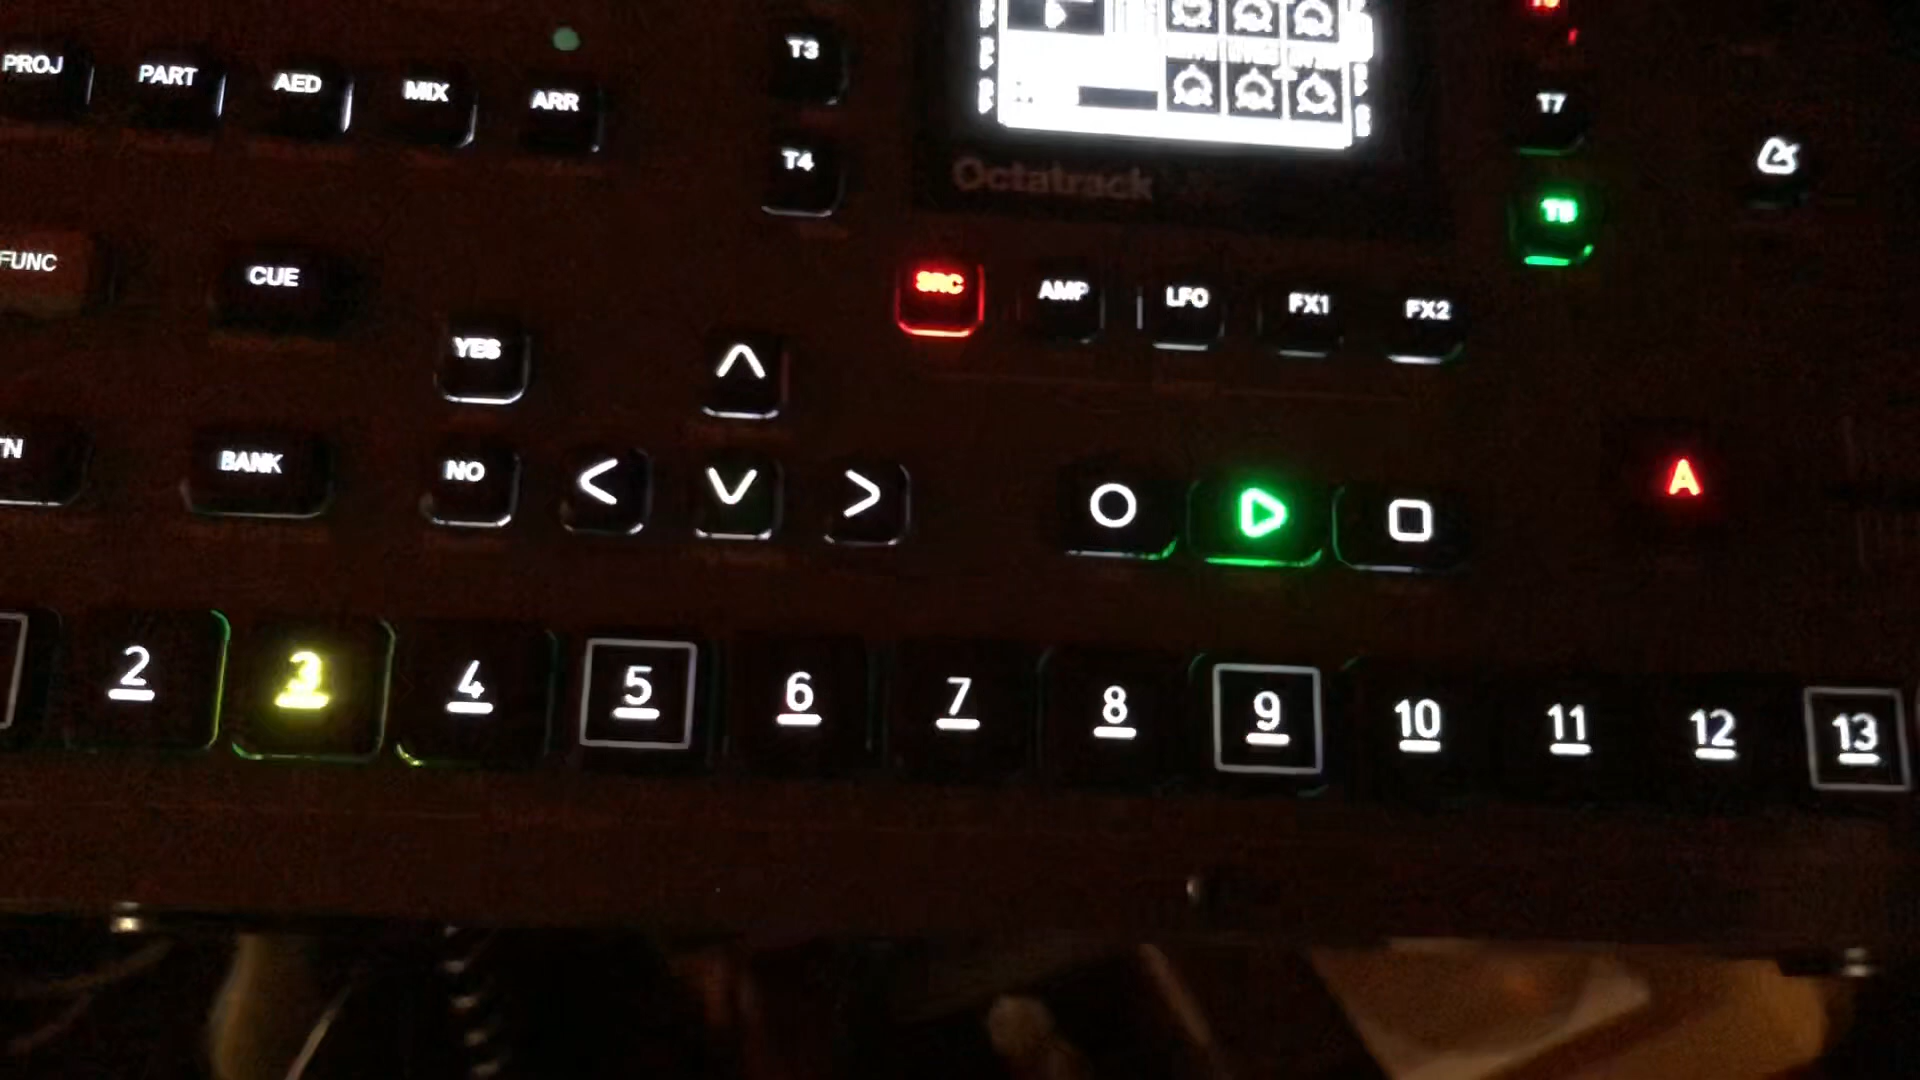 PROJ PART AED MIX ARR
T3
T7
T4
Octatrack
T8
FUNC CUE
SRC AMP LFO FX1 FX2
YES
BANK NO
A
2 3 4 5 6 7 8 9 10 11 12 13